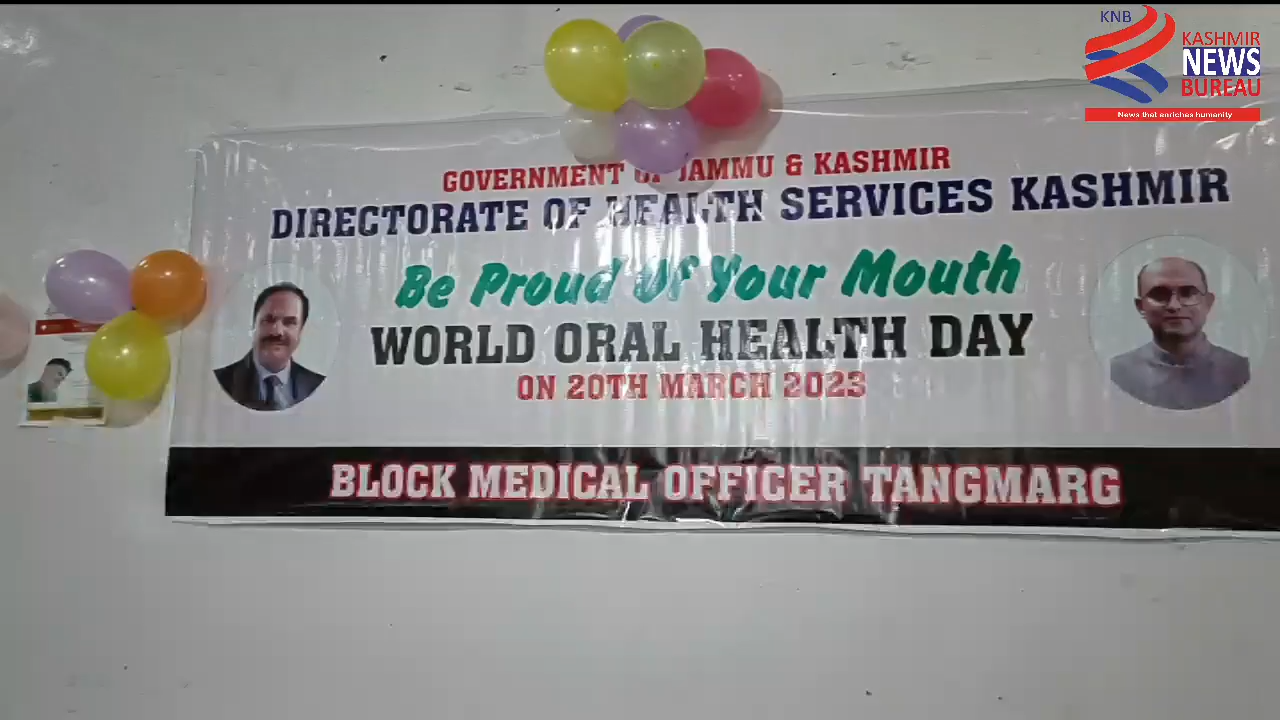 KNB
KASHMIR
NEWS
BUREAU
News that enriches humanity
GOVERNMENT OF JAMMU & KASHMIR
DIRECTORATE OF HEALTH SERVICES KASHMIR
Be Proud Of Your Mouth
WORLD ORAL HEALTH DAY
ON 20TH MARCH 2023
BLOCK MEDICAL OFFICER TANGMARG